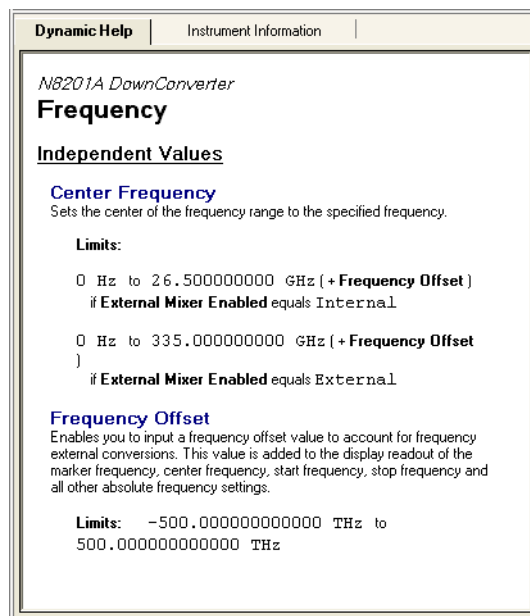 Dynamic Help
Instrument Information
N8201A DownConverter
Frequency
Independent Values
Center Frequency
Sets the center of the frequency range to the specified frequency.
Limits:
0 Hz to 26.500000000 GHz ( + Frequency Offset )
if External Mixer Enabled equals Internal
0 Hz to 335.000000000 GHz ( + Frequency Offset
)
if External Mixer Enabled equals External
Frequency Offset
Enables you to input a frequency offset value to account for frequency
external conversions. This value is added to the display readout of the
marker frequency, center frequency, start frequency, stop frequency and
all other absolute frequency settings.
Limits: -500.000000000000 THz to
500.000000000000 THz